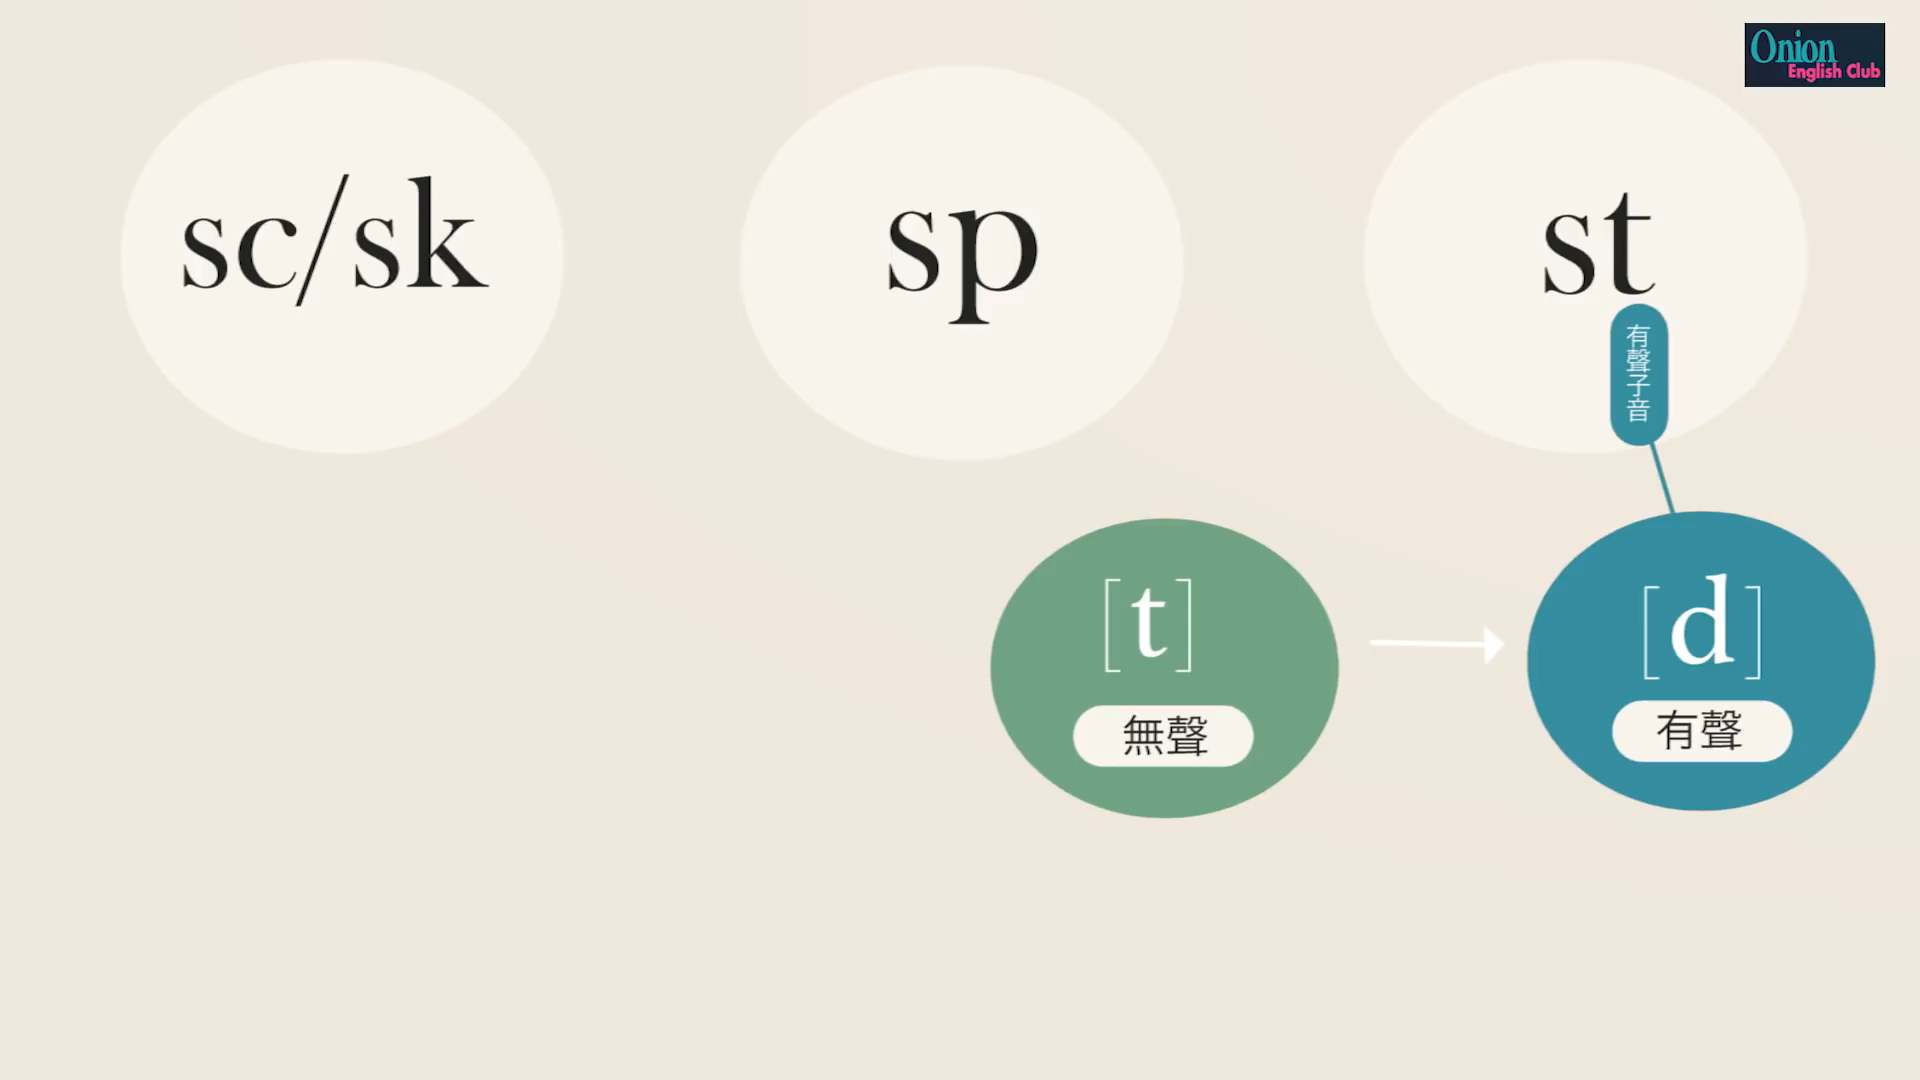 Onion
English Club
sc/sk
sp
st
有聲子音
[t]
無聲
[d]
有聲